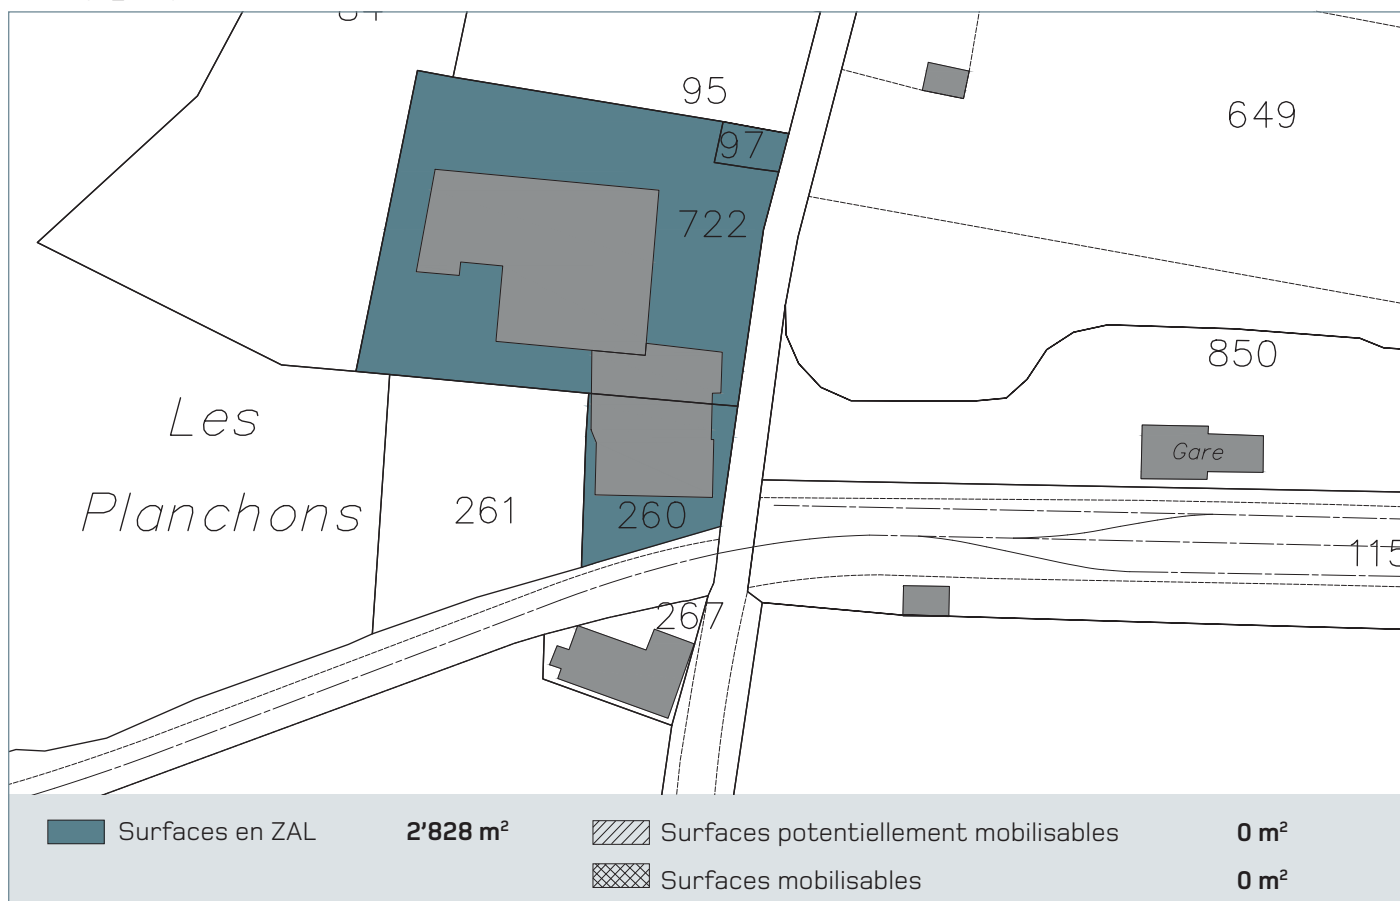 95
649
97
722
850
Les
Planchons
Gare
261
260
115
267
Surfaces en ZAL 2'828 m²
Surfaces potentiellement mobilisables 0 m²
Surfaces mobilisables 0 m²